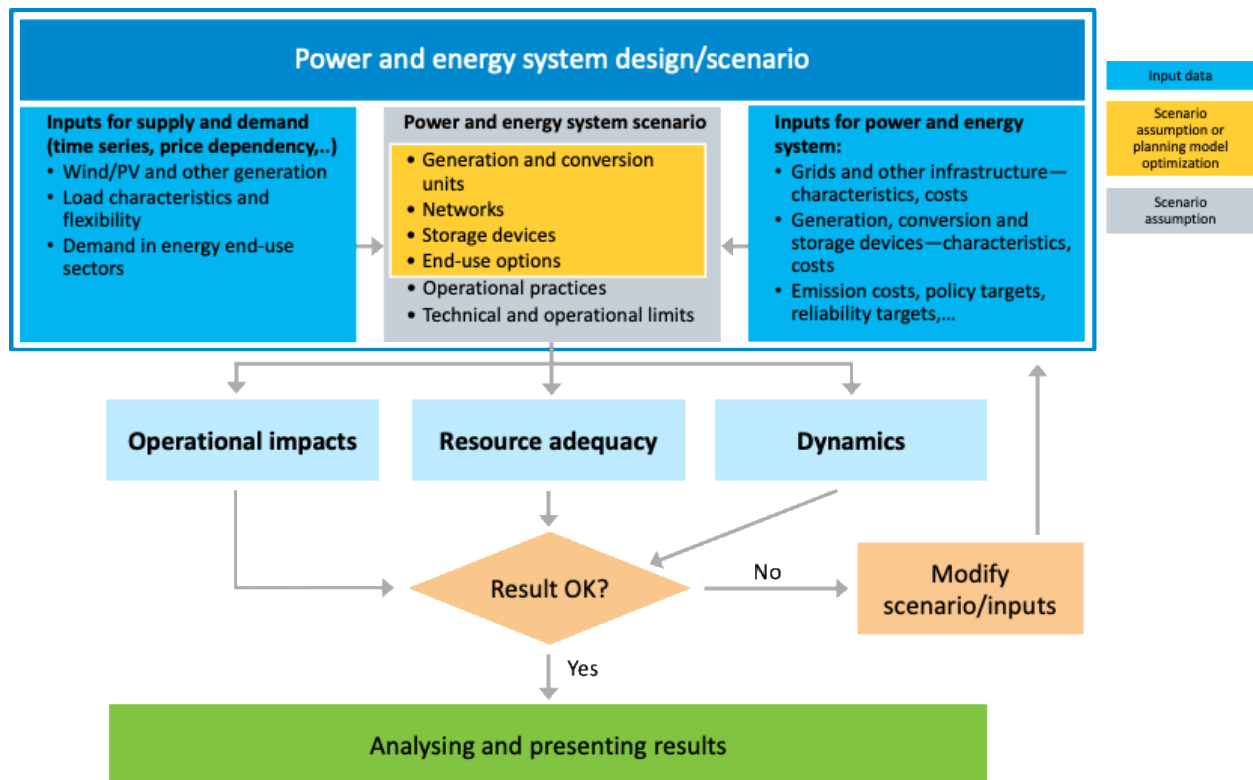 Power and energy system design/scenario
Inputs for supply and demand
(time series, price dependency,..)
• Wind/PV and other generation
• Load characteristics and
flexibility
• Demand in energy end-use
sectors
Power and energy system scenario
• Generation and conversion
units
• Networks
• Storage devices
• End-use options
• Operational practices
• Technical and operational limits
Inputs for power and energy
system:
• Grids and other infrastructure—
characteristics, costs
• Generation, conversion and
storage devices—characteristics,
costs
• Emission costs, policy targets,
reliability targets,...
Input data
Scenario
assumption or
planning model
optimization
Scenario
assumption
Operational impacts
Resource adequacy
Dynamics
Result OK?
No
Modify
scenario/inputs
Yes
Analysing and presenting results